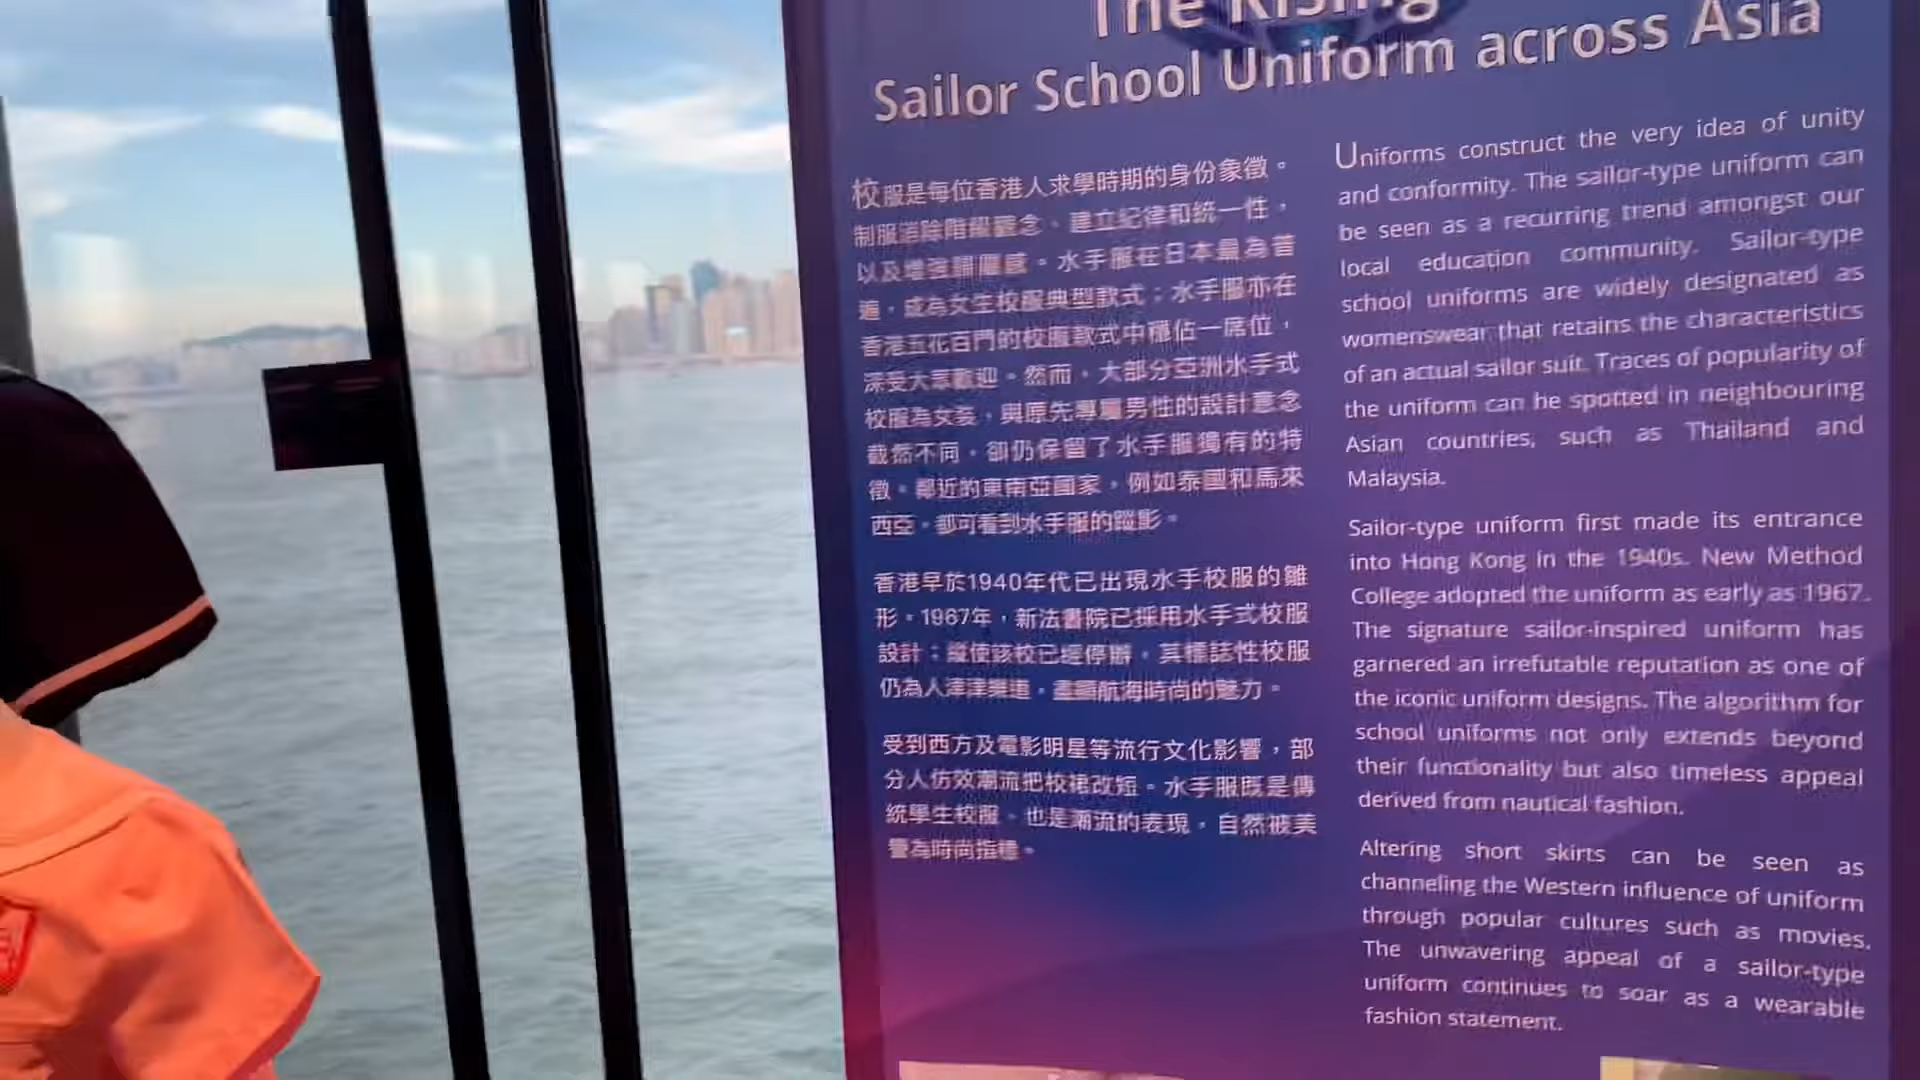 The Rising
Sailor School Uniform across Asia
校服是每位香港人求學時期的身份象徵。
制服消除階級觀念、建立紀律和統一性，
以及增強歸屬感。水手服在日本最為普
遍，成為女生校服典型款式；水手服亦在
香港五花百門的校服款式中穩佔一席位，
深受大眾歡迎。然而，大部分亞洲水手式
校服為女裝，與原先專屬男性的設計意念
截然不同，卻仍保留了水手服獨有的特
徵。鄰近的東南亞國家，例如泰國和馬來
西亞，都可看到水手服的蹤影。
香港早於1940年代已出現水手校服的雛
形。1967年，新法書院已採用水手式校服
設計；縱使該校已經停辦，其標誌性校服
仍為人津津樂道，盡顯航海時尚的魅力。
受到西方及電影明星等流行文化影響，部
分人仿效潮流把校裙改短。水手服既是傳
統學生校服，也是潮流的表現，自然被美
譽為時尚指標。
Uniforms construct the very idea of unity
and conformity. The sailor-type uniform can
be seen as a recurring trend amongst our
local education community. Sailor-type
school uniforms are widely designated as
womenswear that retains the characteristics
of an actual sailor suit. Traces of popularity of
the uniform can be spotted in neighbouring
Asian countries, such as Thailand and
Malaysia.
Sailor-type uniform first made its entrance
into Hong Kong in the 1940s. New Method
College adopted the uniform as early as 1967.
The signature sailor-inspired uniform has
garnered an irrefutable reputation as one of
the iconic uniform designs. The algorithm for
school uniforms not only extends beyond
their functionality but also timeless appeal
derived from nautical fashion.
Altering short skirts can be seen as
channeling the Western influence of uniform
through popular cultures such as movies.
The unwavering appeal of a sailor-type
uniform continues to soar as a wearable
fashion statement.